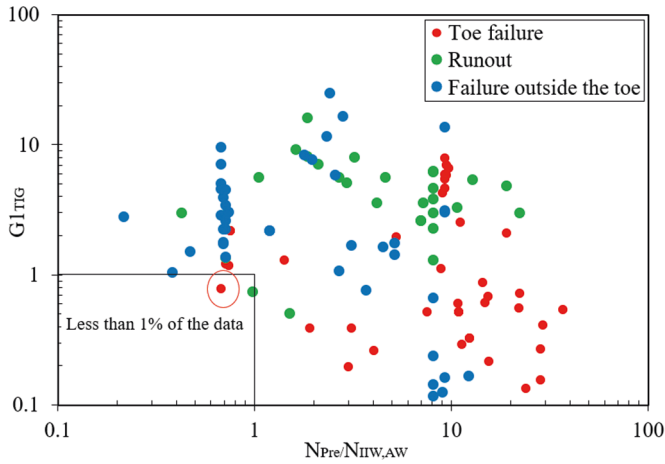 100
10
1
0.1
G1TIG
Toe failure
Runout
Failure outside the toe
Less than 1% of the data
0.1
1
10
100
NPre/NIIW,AW